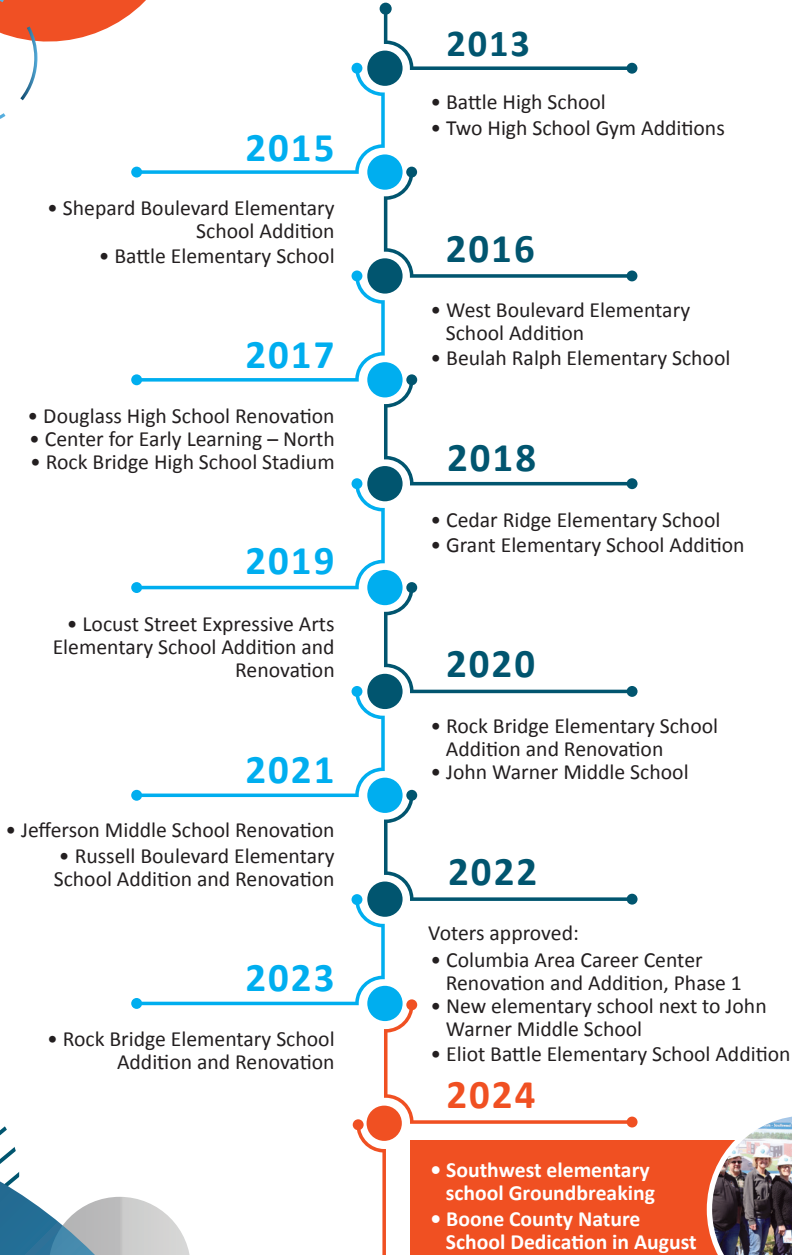 2013
• Battle High School
• Two High School Gym Additions
2015
• Shepard Boulevard Elementary
School Addition
• Battle Elementary School
2016
• West Boulevard Elementary
School Addition
• Beulah Ralph Elementary School
2017
• Douglass High School Renovation
• Center for Early Learning – North
• Rock Bridge High School Stadium
2018
• Cedar Ridge Elementary School
• Grant Elementary School Addition
2019
• Locust Street Expressive Arts
Elementary School Addition and
Renovation
2020
• Rock Bridge Elementary School
Addition and Renovation
• John Warner Middle School
2021
• Jefferson Middle School Renovation
• Russell Boulevard Elementary
School Addition and Renovation
2022
Voters approved:
• Columbia Area Career Center
Renovation and Addition, Phase 1
• New elementary school next to John
Warner Middle School
• Eliot Battle Elementary School Addition
2023
• Rock Bridge Elementary School
Addition and Renovation
2024
• Southwest elementary
school Groundbreaking
• Boone County Nature
School Dedication in August